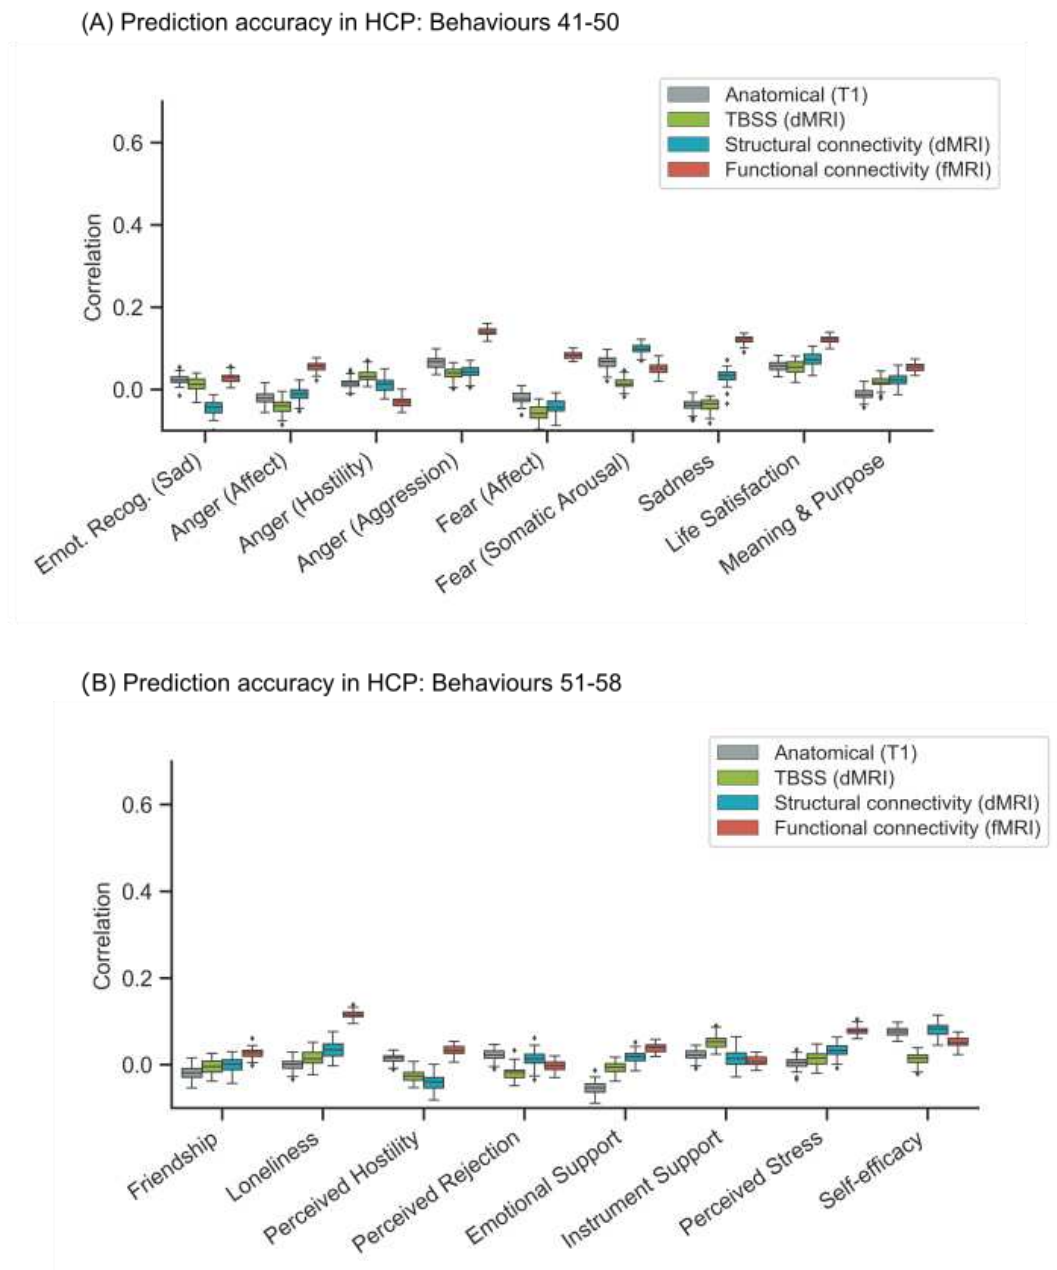 (A) Prediction accuracy in HCP: Behaviours 41-50
Anatomical (T1)
TBSS (dMRI)
Structural connectivity (dMRI)
Functional connectivity (fMRI)
Correlation
0.6
0.4
0.2
0.0
Emot. Recog. (Sad)
Anger (Affect)
Anger (Hostility)
Anger (Aggression)
Fear (Affect)
Fear (Somatic Arousal)
Sadness
Life Satisfaction
Meaning & Purpose
(B) Prediction accuracy in HCP: Behaviours 51-58
Anatomical (T1)
TBSS (dMRI)
Structural connectivity (dMRI)
Functional connectivity (fMRI)
Correlation
0.6
0.4
0.2
0.0
Friendship
Loneliness
Perceived Hostility
Perceived Rejection
Emotional Support
Instrument Support
Perceived Stress
Self-efficacy